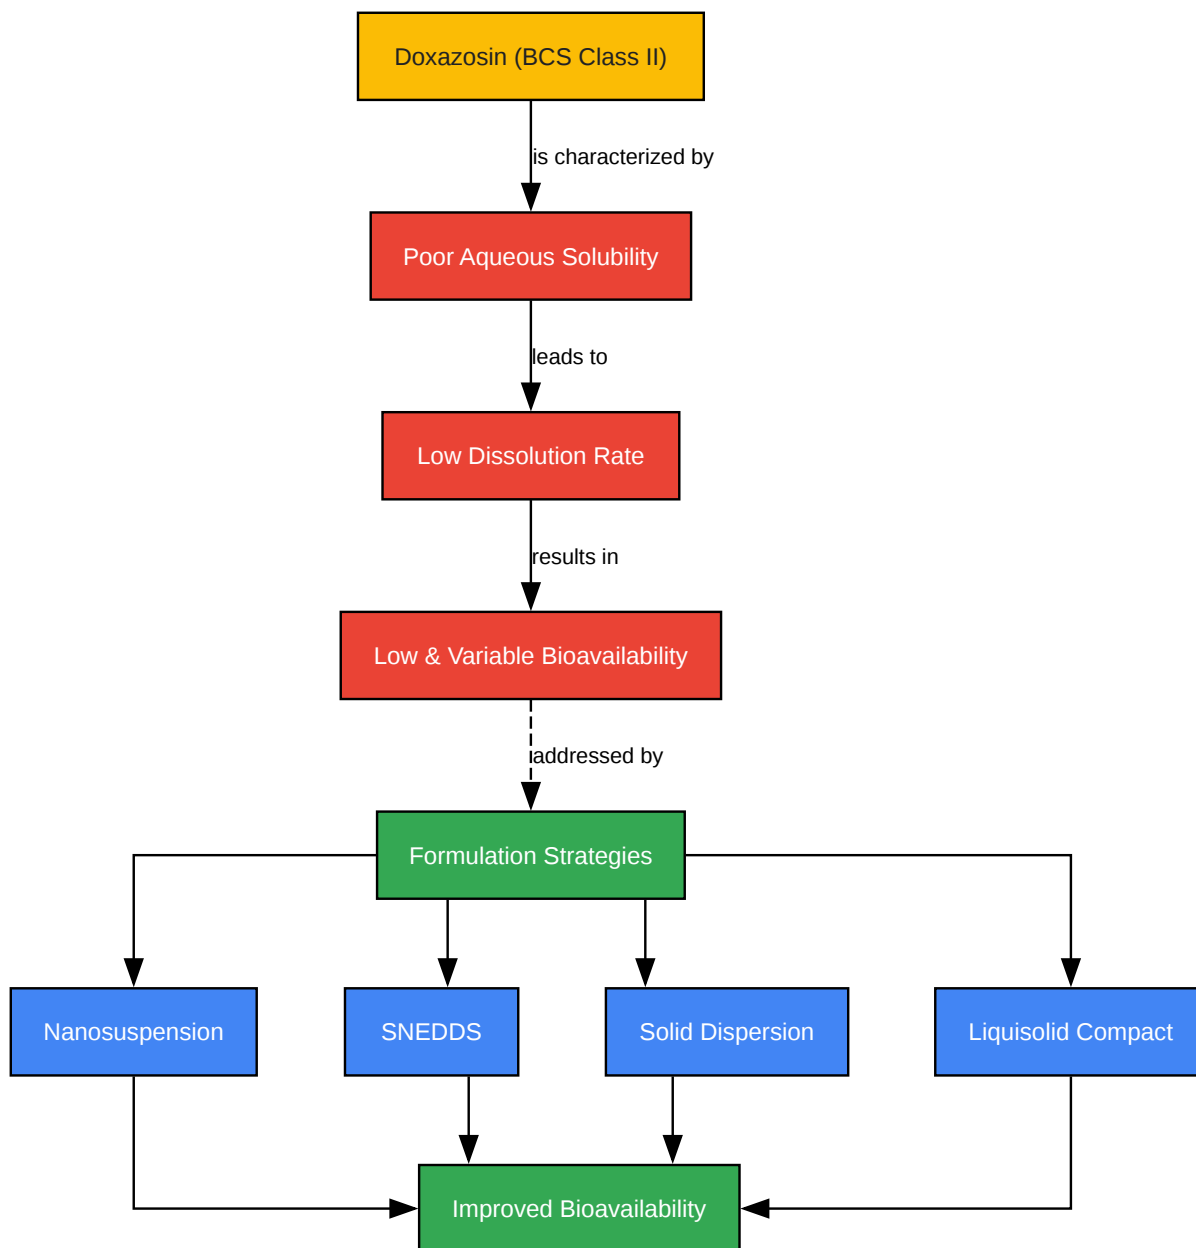 Doxazosin (BCS Class II)
is characterized by
Poor Aqueous Solubility
leads to
Low Dissolution Rate
results in
Low & Variable Bioavailability
addressed by
Formulation Strategies
Nanosuspension
SNEDDS
Solid Dispersion
Liquisolid Compact
Improved Bioavailability